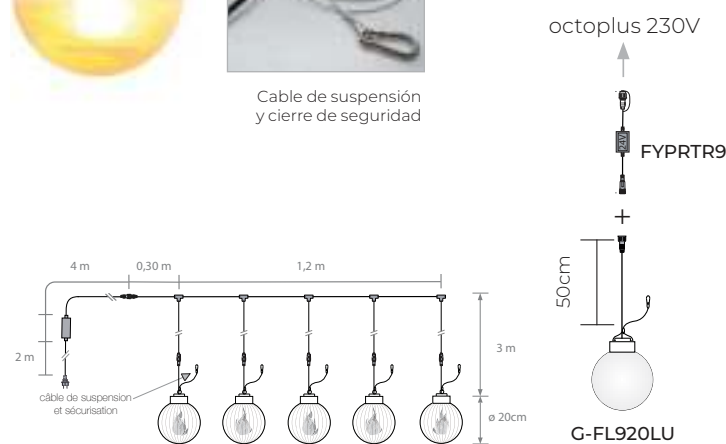 Cable de suspensión
y cierre de seguridad
octoplus 230V
24V
FYPRTR9
+
50cm
G-FL920LU
4 m
0,30 m
1,2 m
2 m
3 m
câble de suspension
et sécurisation
ø 20cm